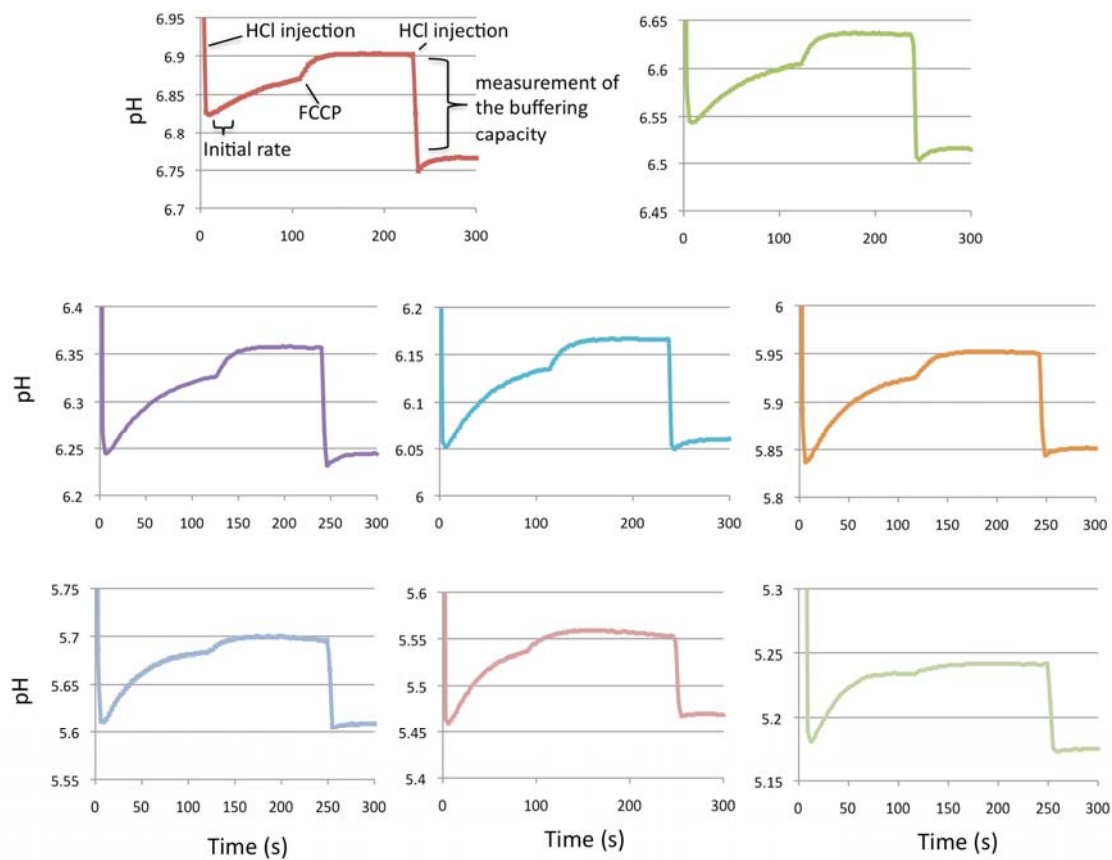 6.95
HCl injection
HCl injection
6.9
6.85
6.8
6.75
6.7
pH
FCCP
Initial rate
measurement of
the buffering
capacity
0 100 200 300
6.65
6.6
6.55
6.5
6.45
0 100 200 300
6.4
6.35
6.3
6.25
6.2
pH
0 50 100 150 200 250 300
6.2
6.15
6.1
6.05
6
0 50 100 150 200 250 300
6
5.95
5.9
5.85
5.8
0 50 100 150 200 250 300
5.75
5.7
5.65
5.6
5.55
pH
0 50 100 150 200 250 300
Time (s)
5.6
5.55
5.5
5.46
5.4
0 100 200 300
Time (s)
5.3
5.25
5.2
5.15
0 50 100 150 200 250 300
Time (s)